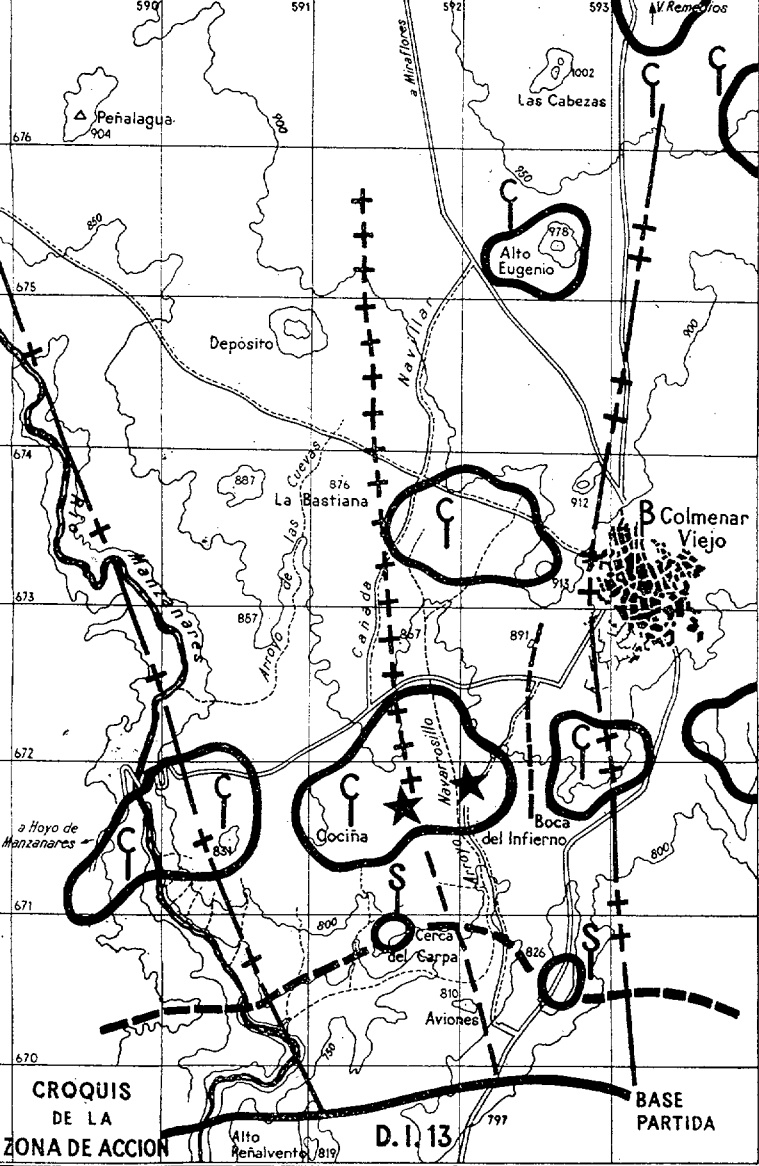 590
591
592
593
V. Remedios
a Miraflores
1002
Las Cabezas
Peñalagua
904
900
C
C
676
950
C
850
978
Alto
Eugenio
675
900
Depósito
Navillar
674
Cuevas
887
876
La Bastiana
912
C
B Colmenar
Viejo
Río
Manzanares
de las
Arroyo
913
673
857
Cañada
867
891
672
C
C
C
C
Navarrosillo
Cociña
Boca
del Infierno
a Hoyo de
Manzanares
831
Arroyo
800
S
671
800
Cerca
del Carpa
S
826
810
Aviones
750
670
CROQUIS
DE LA
ZONA DE ACCION
BASE
PARTIDA
D. I. 13
797
Alto
Peñalvento
819